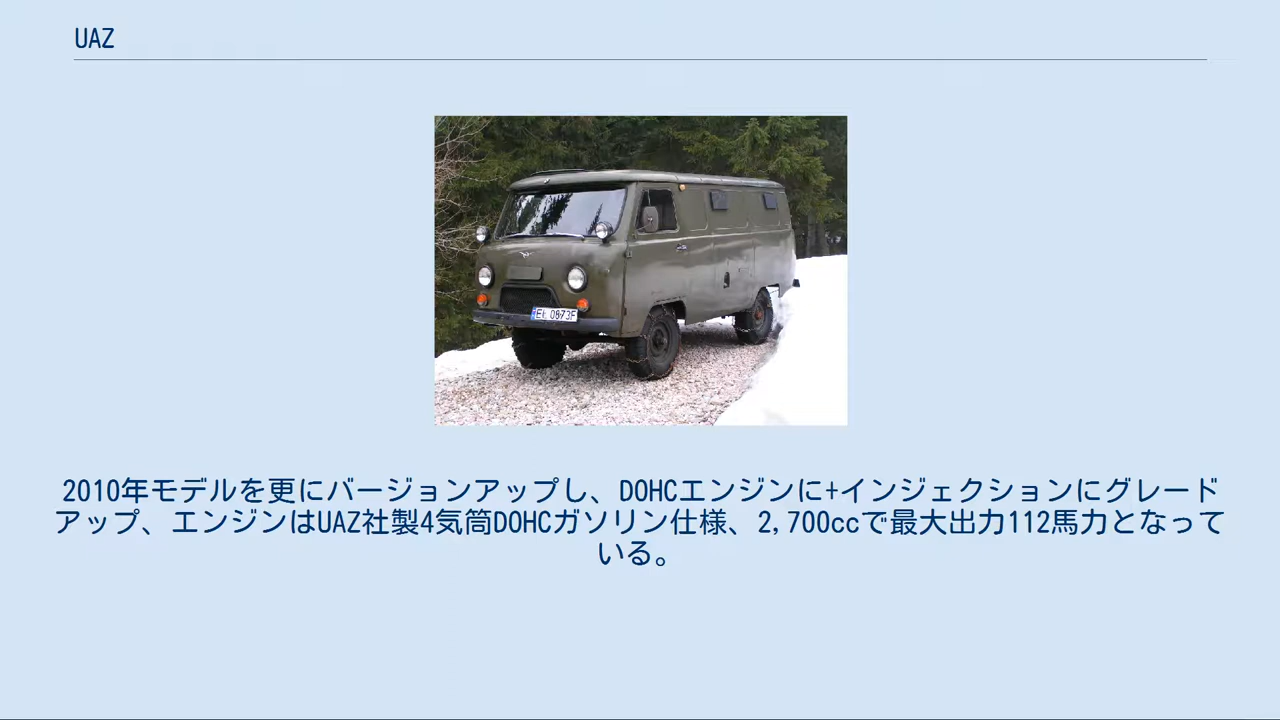 UAZ
EŁ 0873F
2010年モデルを更にバージョンアップし、DOHCエンジンに+インジェクションにグレード
アップ、エンジンはUAZ社製4気筒DOHCガソリン仕様、2,700ccで最大出力112馬力となって
いる。